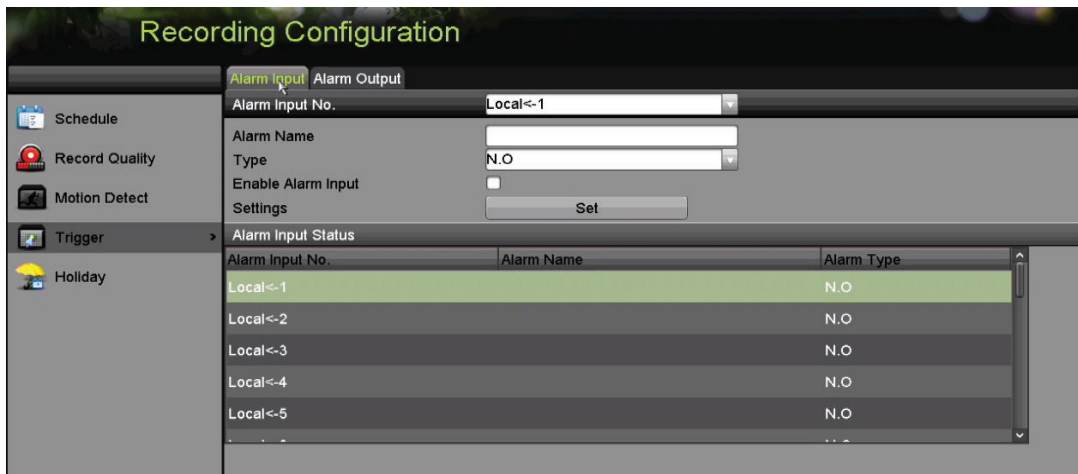 Recording Configuration
Schedule
Record Quality
Motion Detect
Trigger
Holiday
Alarm Input Alarm Output
Alarm Input No. Local<-1
Alarm Name
Type N.O
Enable Alarm Input
Settings Set
Alarm Input Status
Alarm Input No. Alarm Name Alarm Type
Local<-1 N.O
Local<-2 N.O
Local<-3 N.O
Local<-4 N.O
Local<-5 N.O